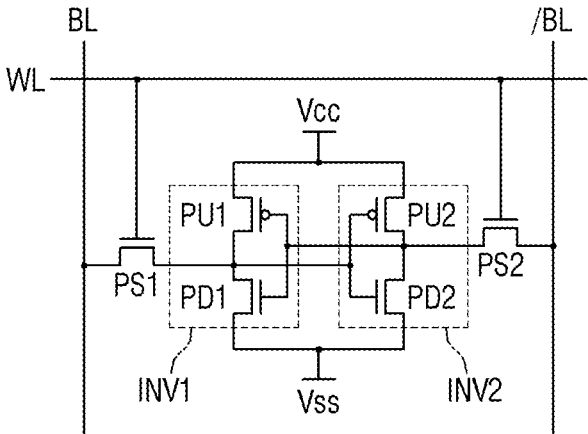 BL
/BL
WL
Vcc
PU1
PU2
PS1
PS2
PD1
PD2
INV1
Vss
INV2